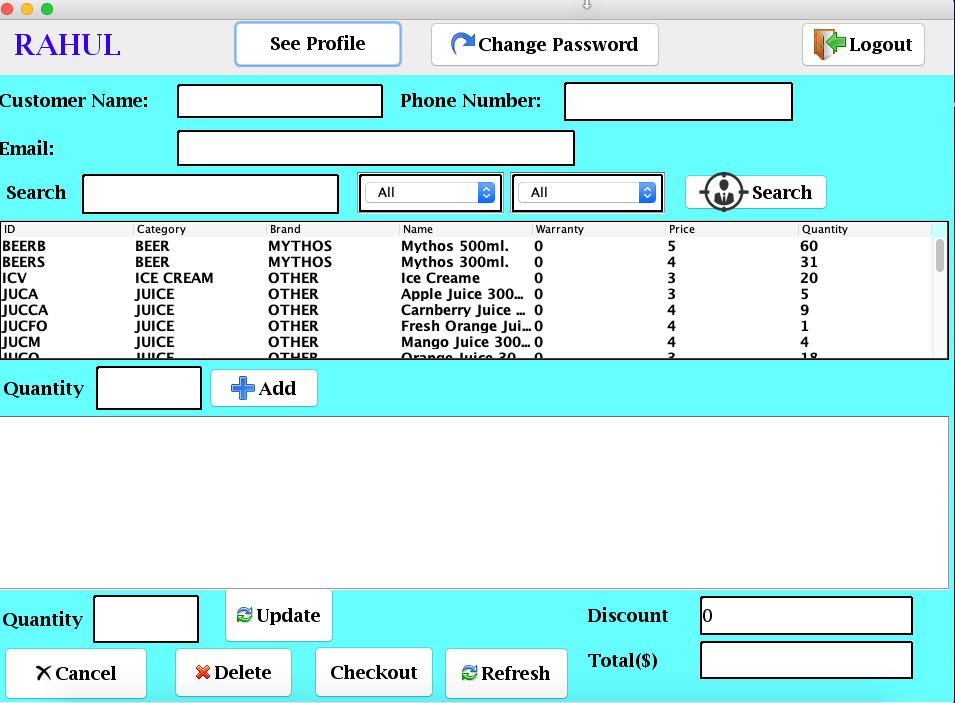 RAHUL See Profile Change Password Logout
Customer Name: Phone Number:
Email:
Search All All Search
ID Category Brand Name Warranty Price Quantity
BEERB BEER MYTHOS Mythos 500ml. 0 5 60
BEERS BEER MYTHOS Mythos 300ml. 0 4 31
ICV ICE CREAM OTHER Ice Creame 0 3 20
JUCA JUICE OTHER Apple Juice 300... 0 3 5
JUCCA JUICE OTHER Carnberry Juice ... 0 4 9
JUCFO JUICE OTHER Fresh Orange Jui... 0 4 1
JUCM JUICE OTHER Mango Juice 300... 0 4 4
JUCO JUICE OTHER Orange Juice 30... 0 3 18
Quantity Add
Quantity Update Discount 0
Cancel Delete Checkout Refresh Total($)